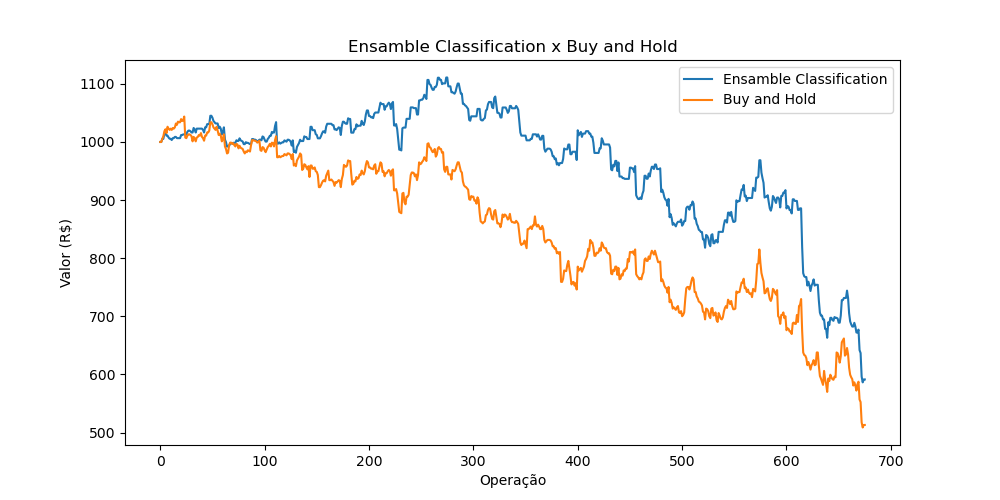 Ensamble Classification x Buy and Hold
Ensamble Classification
Buy and Hold
Valor (R$)
1100
1000
900
800
700
600
500
0 100 200 300 400 500 600 700
Operação